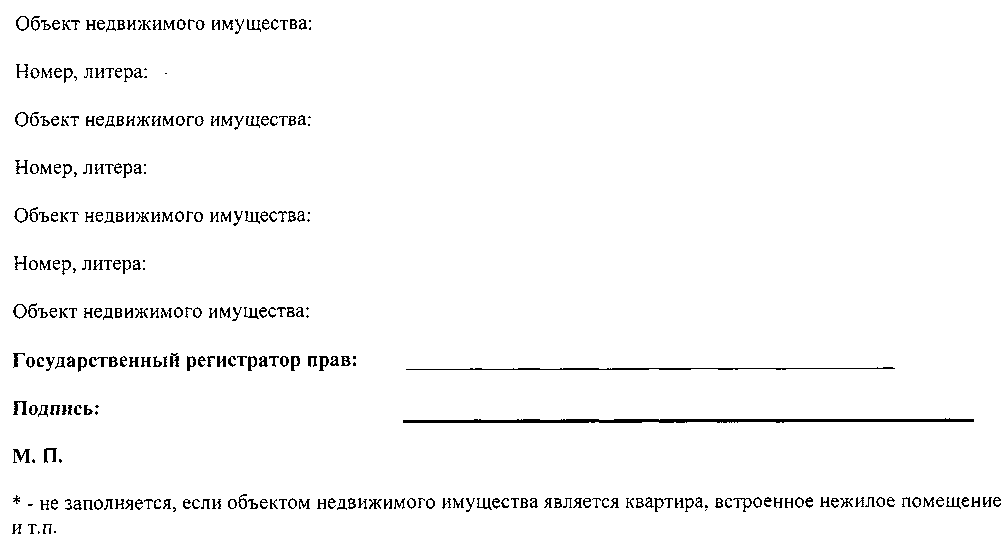 Объект недвижимого имущества:
Номер, литера:
Объект недвижимого имущества:
Номер, литера:
Объект недвижимого имущества:
Номер, литера:
Объект недвижимого имущества:
Государственный регистратор прав:
Подпись:
М. П.
* - не заполняется, если объектом недвижимого имущества является квартира, встроенное нежилое помещение
и т.п.